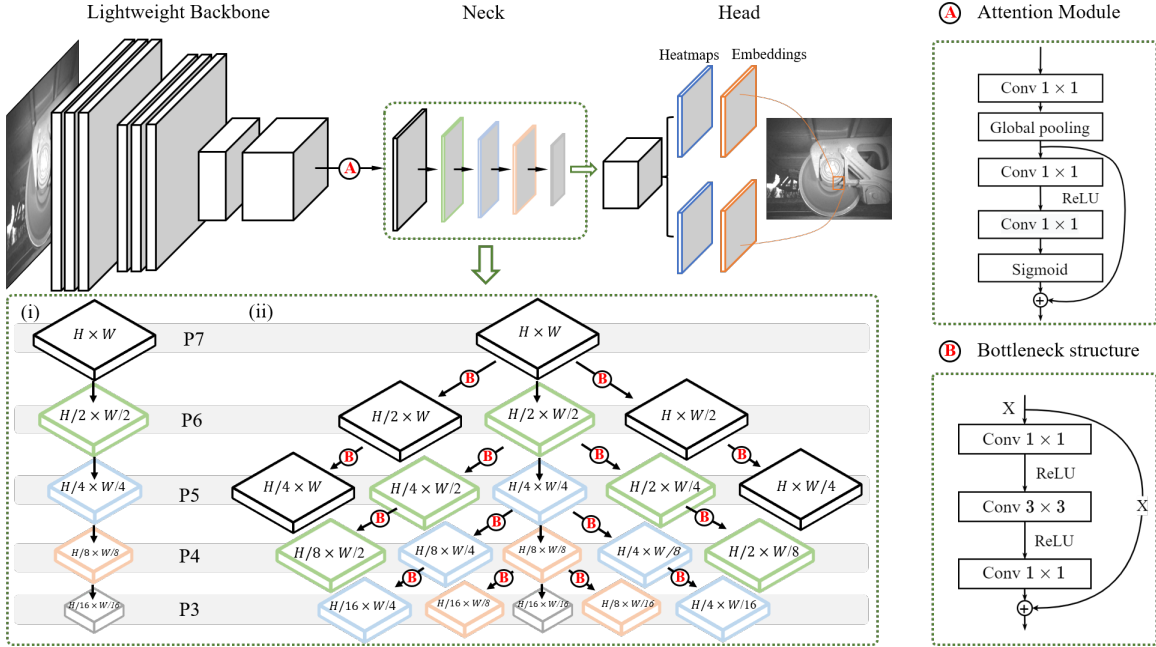 Lightweight Backbone
Neck
Head
Heatmaps
Embeddings
A
A Attention Module
Conv 1 × 1
Global pooling
Conv 1 × 1
ReLU
Conv 1 × 1
Sigmoid
+
B Bottleneck structure
X
Conv 1 × 1
ReLU
Conv 3 × 3
X
ReLU
Conv 1 × 1
+
(i)
(ii)
H × W
P7
H × W
B
B
H/2 × W/2
P6
H/2 × W
H/2 × W/2
H × W/2
B
B
B
B
H/4 × W/4
P5
H/4 × W
H/4 × W/2
H/4 × W/4
H/2 × W/4
H × W/4
B
B
B
B
H/8 × W/8
P4
H/8 × W/2
H/8 × W/4
H/8 × W/8
H/4 × W/8
H/2 × W/8
B
B
B
B
H/16 × W/16
P3
H/16 × W/4
H/16 × W/8
H/16 × W/16
H/8 × W/16
H/4 × W/16